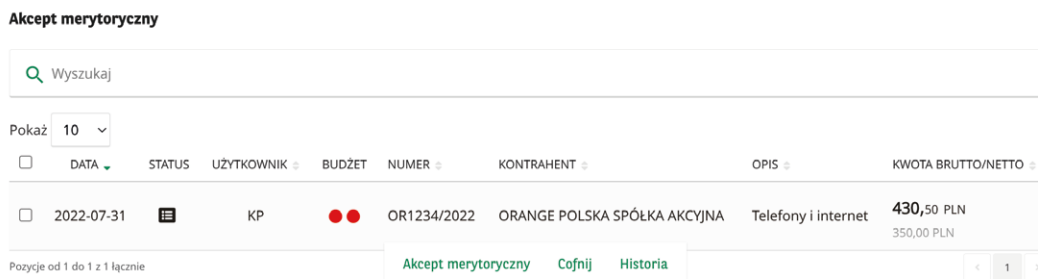 Akcept merytoryczny
Wyszukaj
Pokaż 10
DATA STATUS UŻYTKOWNIK BUDŻET NUMER KONTRAHENT OPIS KWOTA BRUTTO/NETTO
2022-07-31 KP OR1234/2022 ORANGE POLSKA SPÓŁKA AKCYJNA Telefony i internet 430,50 PLN
350,00 PLN
Akcept merytoryczny Cofnij Historia
Pozycje od 1 do 1 z 1 łącznie 1